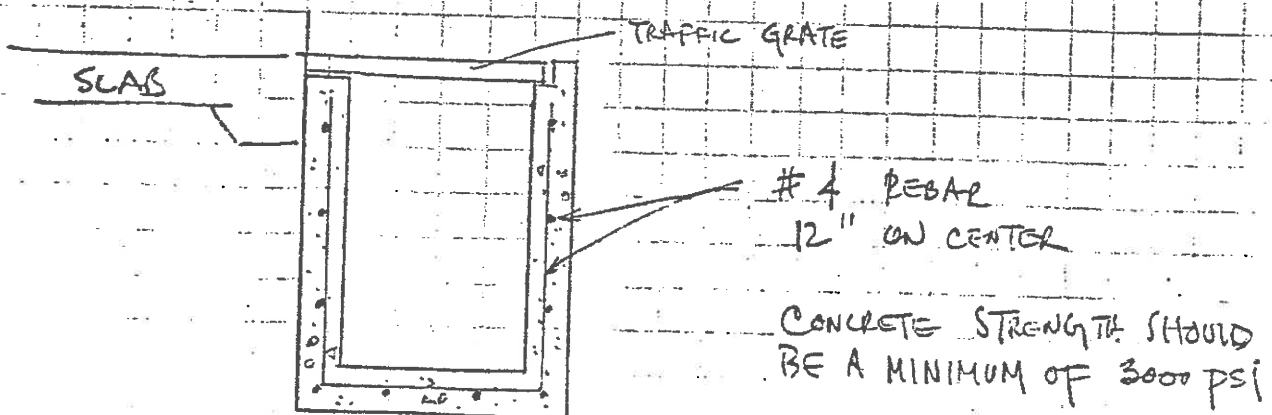 TRAFFIC GRATE
SLAB
# 4 REBAR
12" ON CENTER
CONCRETE STRENGTH SHOULD
BE A MINIMUM OF 3000 PSi